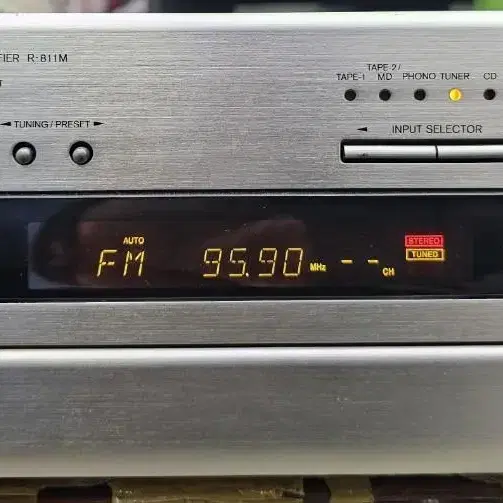 FIER R-811M
TAPE 2/
TAPE-1 MD PHONO TUNER CD
TUNING / PRESET
INPUT SELECTOR
AUTO
FM 95.90 MHz -- CH
STEREO
TUNED